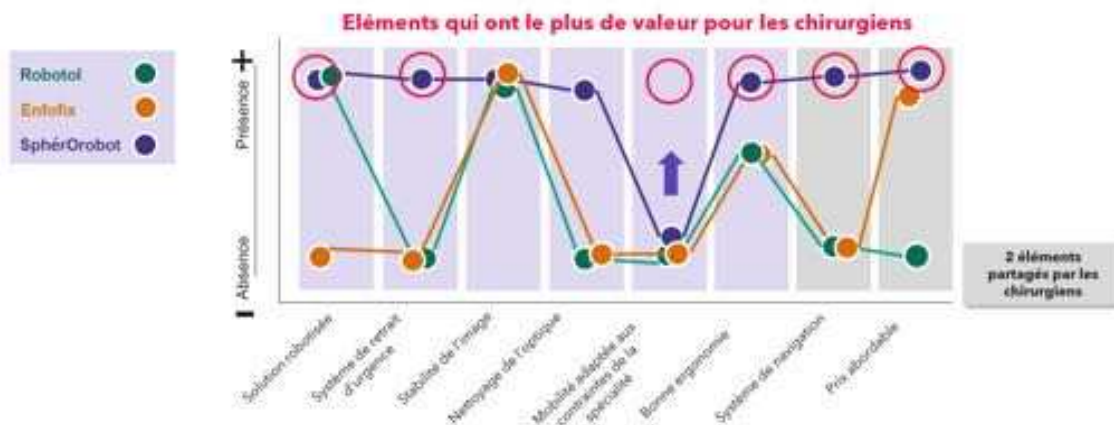 Eléments qui ont le plus de valeur pour les chirurgiens
Robotol
Enfofix
SphérOrobot
+
Présence
Absence
–
2 éléments
partagés par les
chirurgiens
Solution robotisée
Système de retrait
d'urgence
Stabilité de l'image
Nettoyage de l'optique
Mobilité adaptée aus
contraintes de la
spécialité
Bonne ergonomie
Système de navigation
Prix abordable